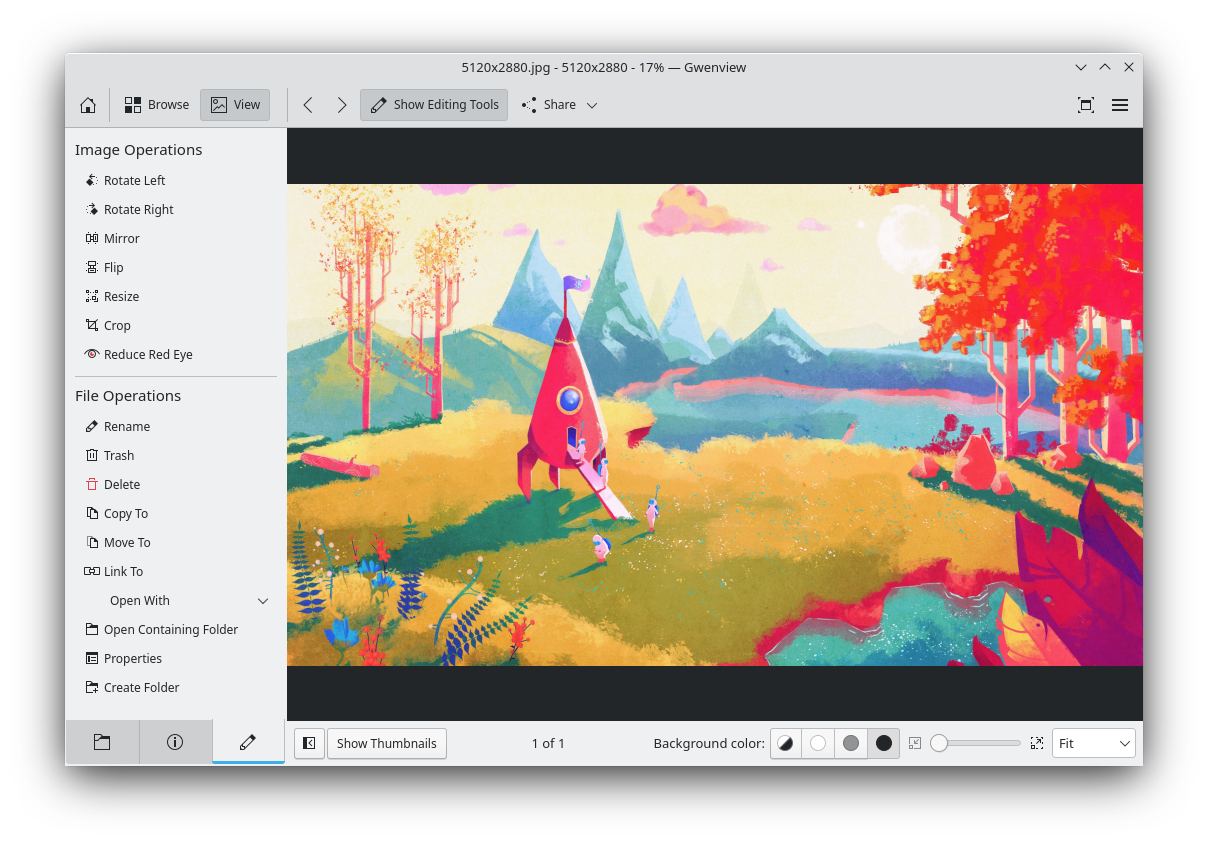 5120x2880.jpg - 5120x2880 - 17% — Gwenview
Browse
View
Show Editing Tools
Share
Image Operations
Rotate Left
Rotate Right
Mirror
Flip
Resize
Crop
Reduce Red Eye
File Operations
Rename
Trash
Delete
Copy To
Move To
Link To
Open With
Open Containing Folder
Properties
Create Folder
Show Thumbnails
1 of 1
Background color:
Fit